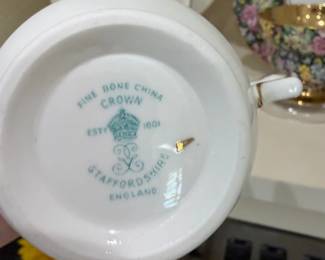 FINE BONE CHINA
CROWN
ESTD 1801
STAFFORDSHIRE
ENGLAND